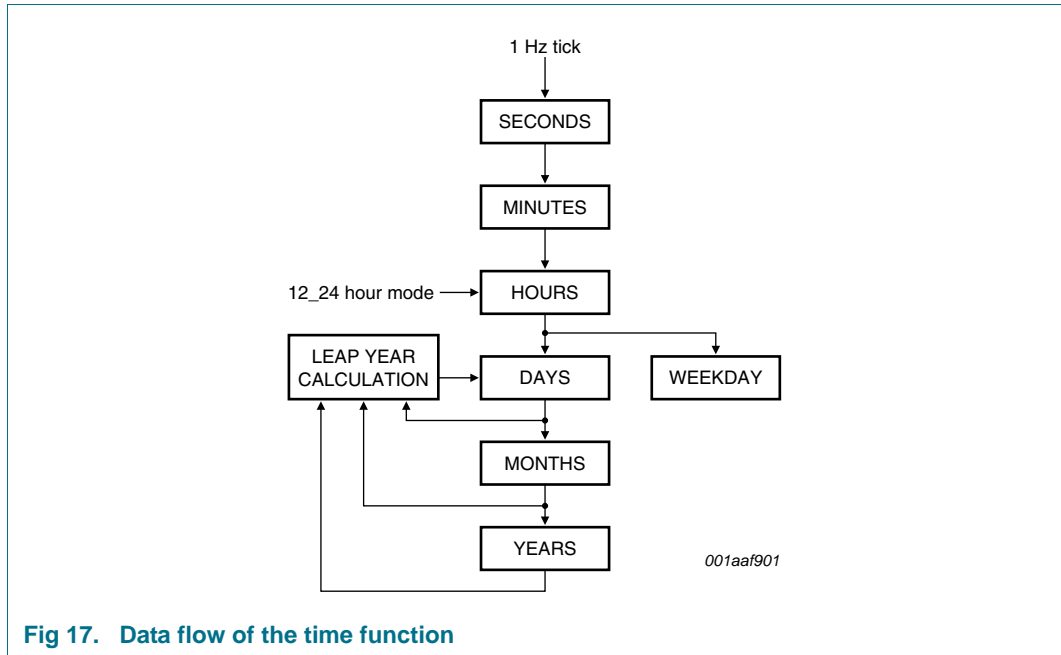 1 Hz tick
SECONDS
MINUTES
12_24 hour mode
HOURS
LEAP YEAR
CALCULATION
DAYS
WEEKDAY
MONTHS
YEARS
001aaf901
Fig 17. Data flow of the time function